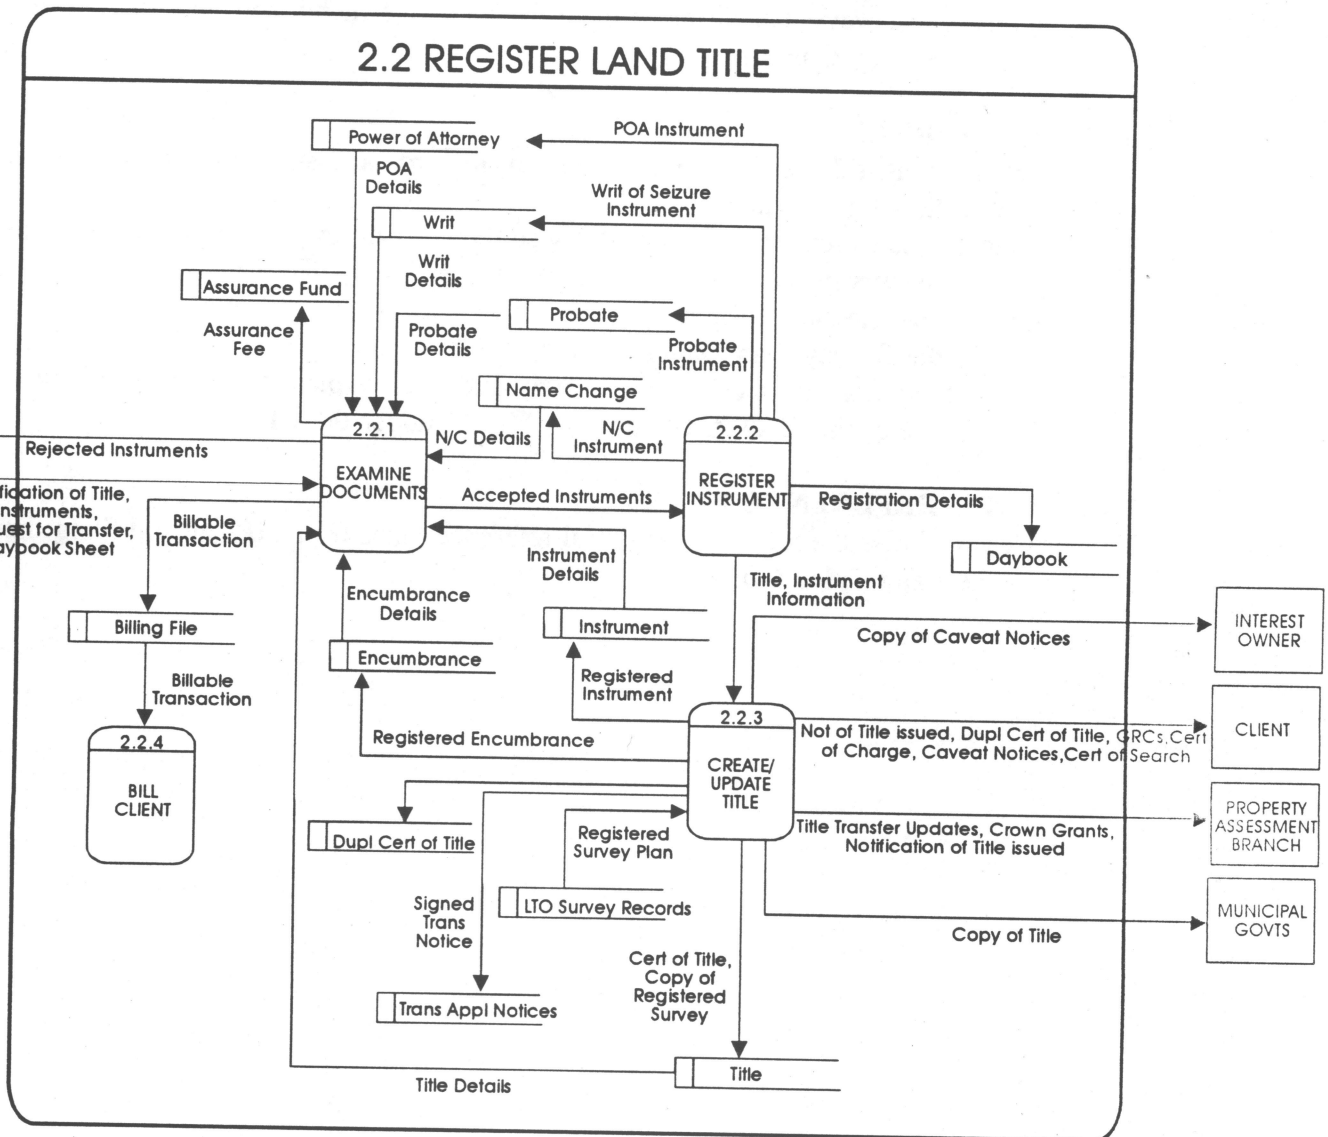 2.2 REGISTER LAND TITLE
Power of Attorney
POA Instrument
POA
Details
Writ of Seizure
Instrument
Writ
Writ
Details
Assurance Fund
Assurance
Fee
Probate
Probate
Details
Probate
Instrument
Name Change
N/C Details
N/C
Instrument
2.2.1
EXAMINE
DOCUMENTS
2.2.2
REGISTER
INSTRUMENT
Rejected Instruments
fication of Title,
nstruments,
uest for Transfer,
aybook Sheet
Accepted Instruments
Registration Details
Daybook
Billable
Transaction
Instrument
Details
Encumbrance
Details
Title, Instrument
Information
Billing File
Instrument
Encumbrance
Copy of Caveat Notices
INTEREST
OWNER
Billable
Transaction
Registered
Instrument
2.2.4
BILL
CLIENT
Registered Encumbrance
2.2.3
CREATE/
UPDATE
TITLE
Not of Title issued, Dupl Cert of Title, GRCs,Cert
of Charge, Caveat Notices,Cert of Search
CLIENT
Title Transfer Updates, Crown Grants,
Notification of Title issued
PROPERTY
ASSESSMENT
BRANCH
Dupl Cert of Title
Registered
Survey Plan
LTO Survey Records
Signed
Trans
Notice
Copy of Title
MUNICIPAL
GOVTS
Cert of Title,
Copy of
Registered
Survey
Trans Appl Notices
Title
Title Details